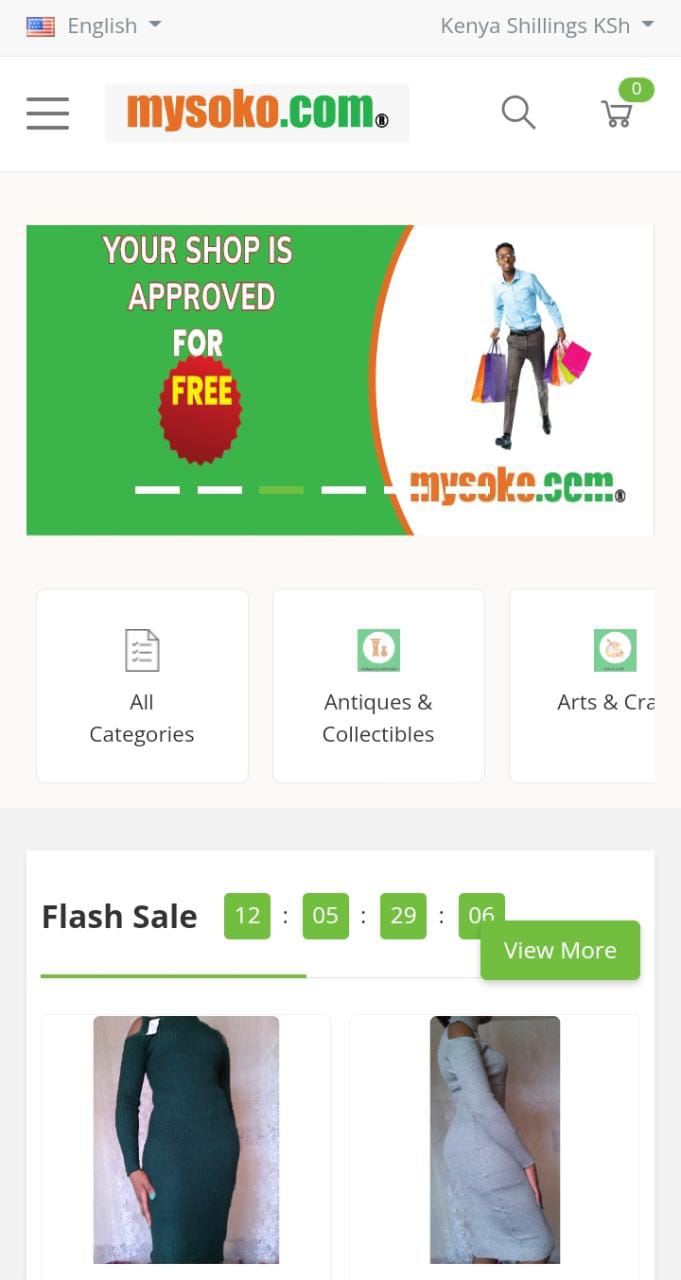 English
Kenya Shillings KSh
mysoko.com®
0
YOUR SHOP IS
APPROVED
FOR
FREE
mysoko.com®
All
Categories
Antiques &
Collectibles
Arts & Cra
Flash Sale
12 : 05 : 29 : 06
View More